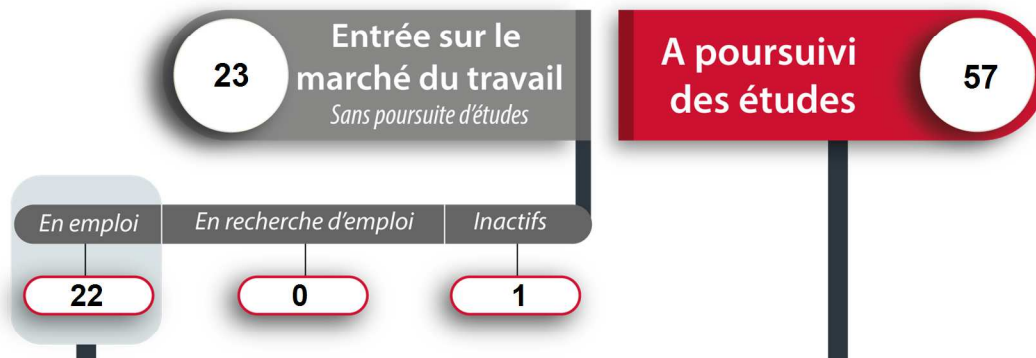 23
Entrée sur le
marché du travail
Sans poursuite d'études
A poursuivi
des études
57
En emploi
En recherche d'emploi
Inactifs
22
0
1